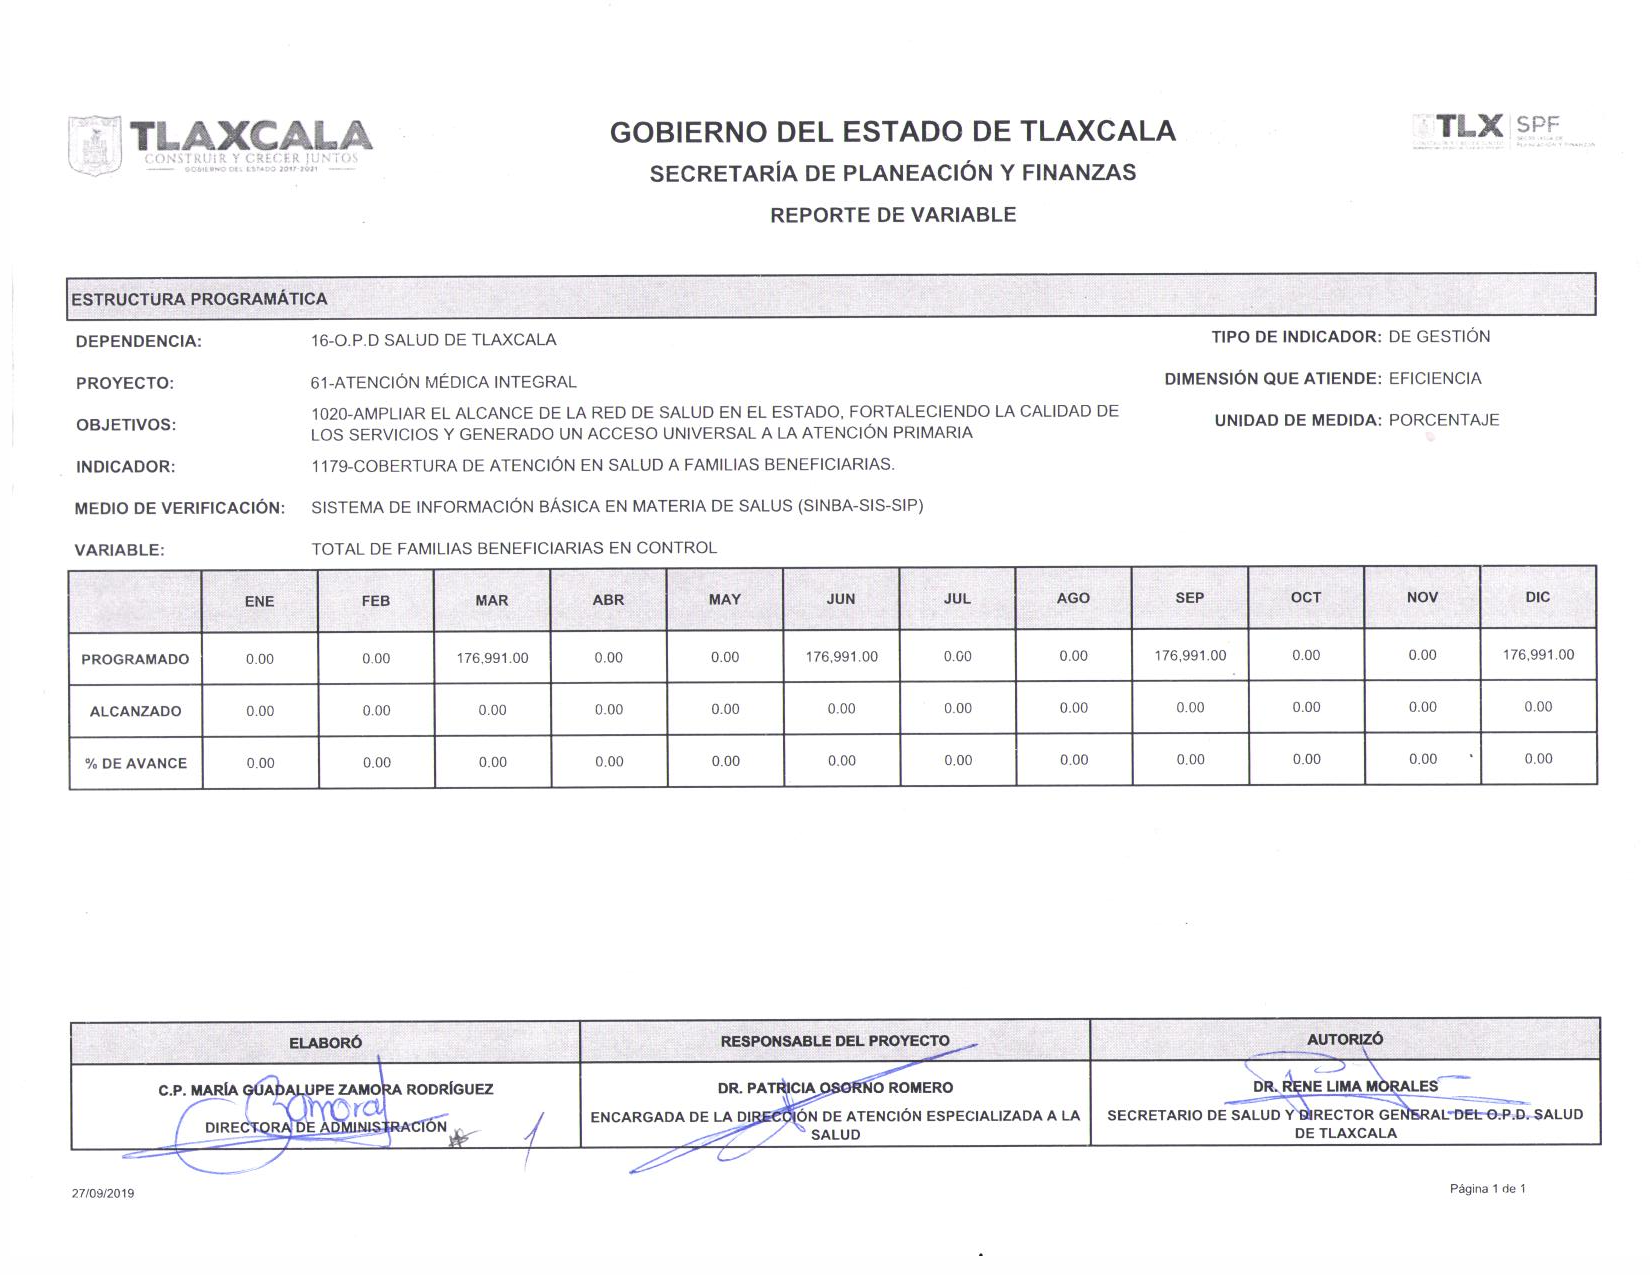 TLAXCALA
CONSTRUIR Y CRECER JUNTOS
GOBIERNO DEL ESTADO 2017-2021
GOBIERNO DEL ESTADO DE TLAXCALA
SECRETARÍA DE PLANEACIÓN Y FINANZAS
REPORTE DE VARIABLE
TLX SPF
ESTRUCTURA PROGRAMÁTICA
DEPENDENCIA: 16-O.P.D SALUD DE TLAXCALA
TIPO DE INDICADOR: DE GESTIÓN
PROYECTO: 61-ATENCIÓN MÉDICA INTEGRAL
DIMENSIÓN QUE ATIENDE: EFICIENCIA
OBJETIVOS: 1020-AMPLIAR EL ALCANCE DE LA RED DE SALUD EN EL ESTADO, FORTALECIENDO LA CALIDAD DE
LOS SERVICIOS Y GENERADO UN ACCESO UNIVERSAL A LA ATENCIÓN PRIMARIA
UNIDAD DE MEDIDA: PORCENTAJE
INDICADOR: 1179-COBERTURA DE ATENCIÓN EN SALUD A FAMILIAS BENEFICIARIAS.
MEDIO DE VERIFICACIÓN: SISTEMA DE INFORMACIÓN BÁSICA EN MATERIA DE SALUS (SINBA-SIS-SIP)
VARIABLE: TOTAL DE FAMILIAS BENEFICIARIAS EN CONTROL
ENE FEB MAR ABR MAY JUN JUL AGO SEP OCT NOV DIC
PROGRAMADO 0.00 0.00 176,991.00 0.00 0.00 176,991.00 0.00 0.00 176,991.00 0.00 0.00 176,991.00
ALCANZADO 0.00 0.00 0.00 0.00 0.00 0.00 0.00 0.00 0.00 0.00 0.00 0.00
% DE AVANCE 0.00 0.00 0.00 0.00 0.00 0.00 0.00 0.00 0.00 0.00 0.00 0.00
ELABORÓ
C.P. MARÍA GUADALUPE ZAMORA RODRÍGUEZ
DIRECTORA DE ADMINISTRACIÓN
RESPONSABLE DEL PROYECTO
DR. PATRICIA OSORNO ROMERO
ENCARGADA DE LA DIRECCIÓN DE ATENCIÓN ESPECIALIZADA A LA
SALUD
AUTORIZÓ
DR. RENE LIMA MORALES
SECRETARIO DE SALUD Y DIRECTOR GENERAL DEL O.P.D. SALUD
DE TLAXCALA
27/09/2019
Página 1 de 1